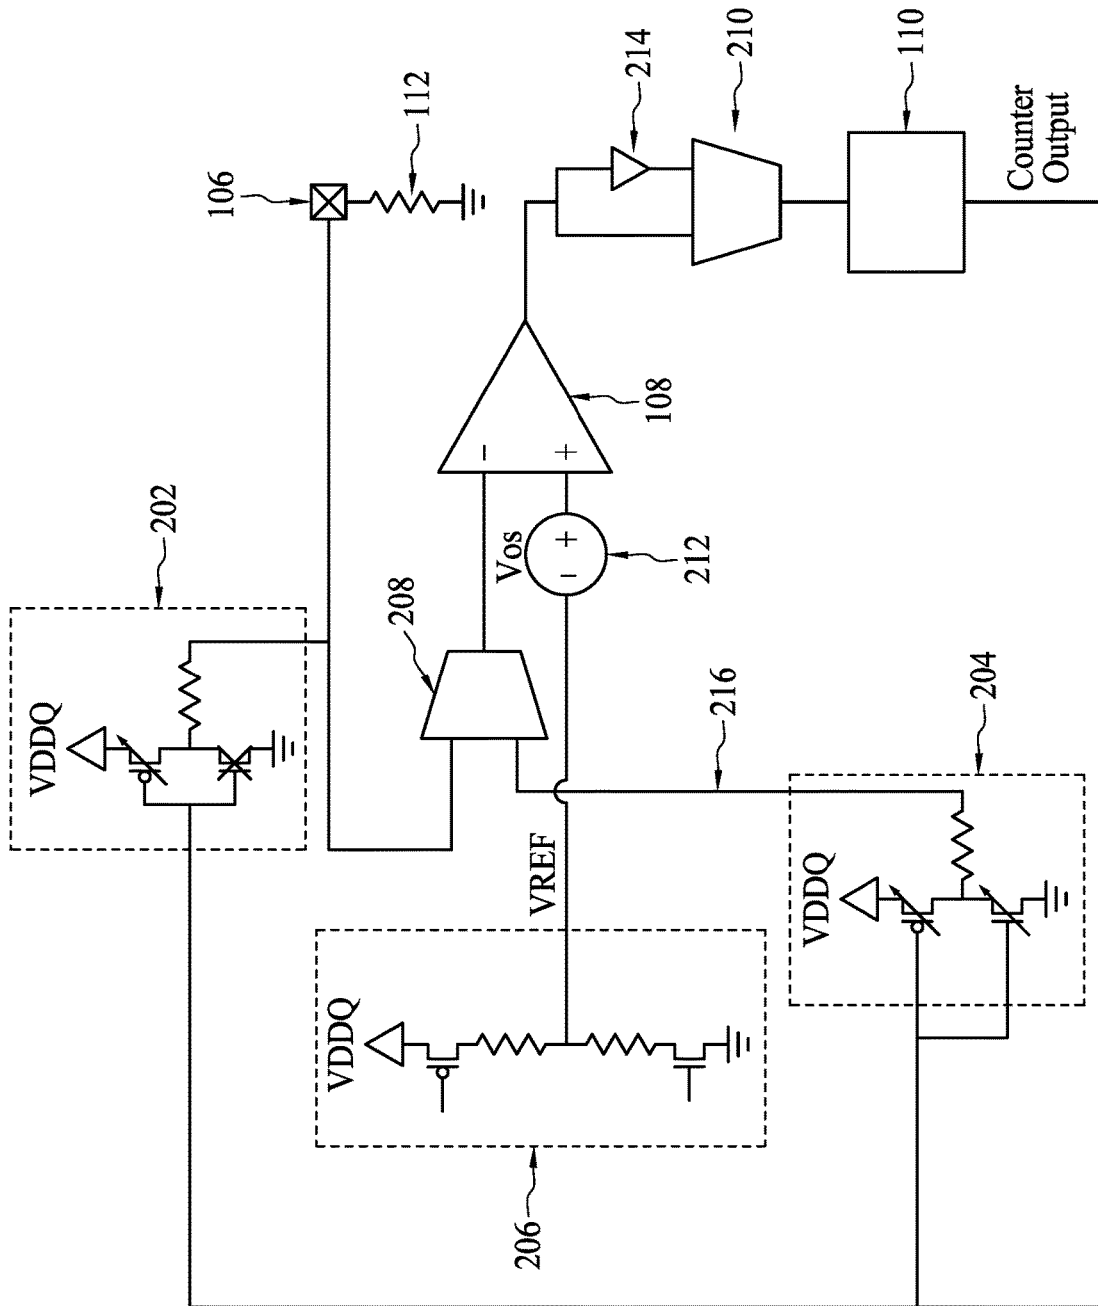 202
VDDQ
106
112
214
210
110
Counter
Output
−
+
108
Vos
−
+
212
208
VREF
216
204
VDDQ
206
VDDQ